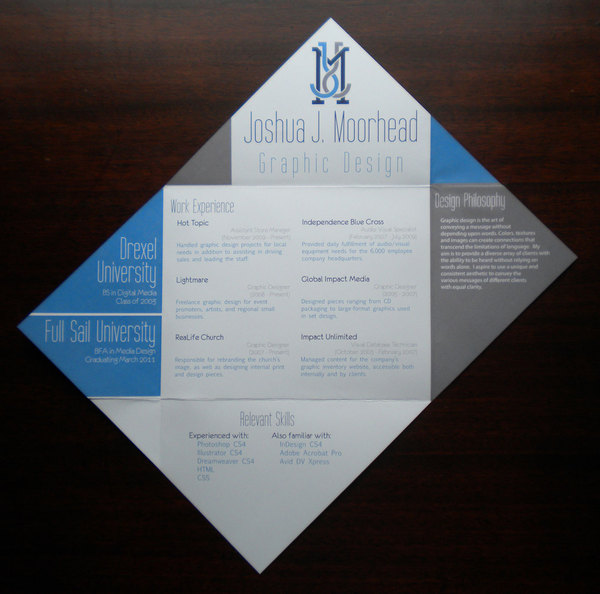 Joshua J. Moorhead
Graphic Design
Drexel
University
BS in Digital Media
Class of 2005
Full Sail University
BFA in Media Design
Graduating March 2011
Work Experience
Hot Topic
Assistant Store Manager
(November 2009 - Present)
Handled graphic design projects for local
needs in addition to assisting in driving
sales and leading the staff.
Lightmare
Graphic Designer
(2008 - Present)
Freelance graphic design for event
promoters, artists, and regional small
businesses.
RealLife Church
Graphic Designer
(2007 - Present)
Responsible for rebranding the church's
image, as well as designing internal print
and design pieces.
Independence Blue Cross
Audio Visual Specialist
(February 2007 - July 2009)
Provided daily fulfillment of audio/visual
equipment needs for the 6,000 employee
company headquarters.
Global Impact Media
Graphic Designer
(2005 - 2007)
Designed pieces ranging from CD
packaging to large-format graphics used
in set design.
Impact Unlimited
Visual Database Technician
(October 2005 - February 2007)
Managed content for the company's
graphic inventory website, accessible both
internally and by clients.
Design Philosophy
Graphic design is the art of
conveying a message without
depending upon words. Colors, textures
and images can create connections that
transcend the limitations of language. My
aim is to provide a diverse array of clients with
the ability to be heard without relying on
words alone. I aspire to use a unique and
consistent aesthetic to convey the
various messages of different clients
with equal clarity.
Relevant Skills
Experienced with:
Photoshop CS4
Illustrator CS4
Dreamweaver CS4
HTML
CSS
Also familiar with:
InDesign CS4
Adobe Acrobat Pro
Avid DV Xpress